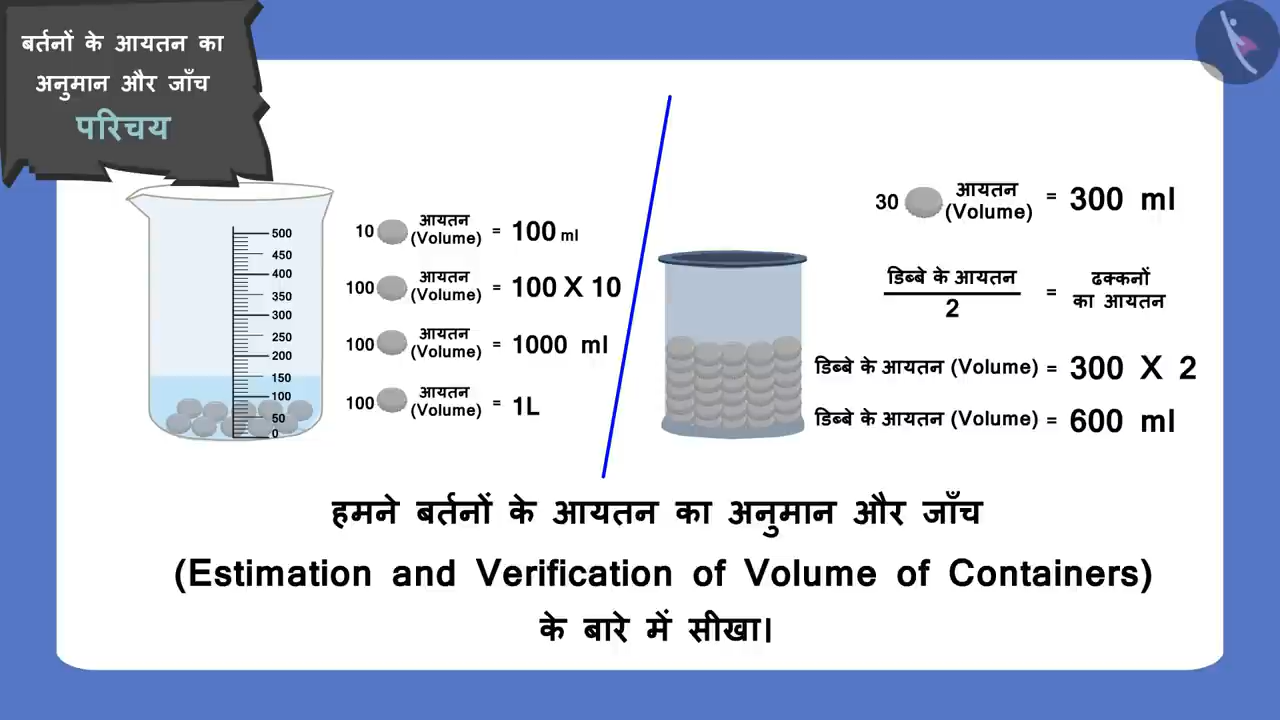 बर्तनों के आयतन का
अनुमान और जाँच
परिचय
500
450
400
350
300
250
200
150
100
50
0
10 आयतन (Volume) = 100 ml
100 आयतन (Volume) = 100 X 10
100 आयतन (Volume) = 1000 ml
100 आयतन (Volume) = 1L
30 आयतन (Volume) = 300 ml
डिब्बे के आयतन
2
= ढक्कनों
का आयतन
डिब्बे के आयतन (Volume) = 300 X 2
डिब्बे के आयतन (Volume) = 600 ml
हमने बर्तनों के आयतन का अनुमान और जाँच
(Estimation and Verification of Volume of Containers)
के बारे में सीखा।